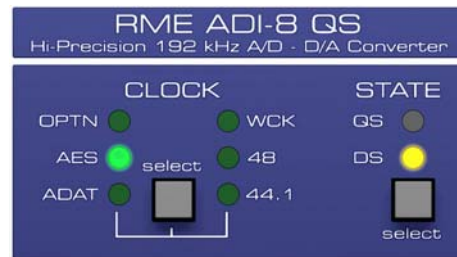 RME ADI-8 QS
Hi-Precision 192 kHz A/D - D/A Converter
CLOCK
OPTN
WCK
AES
48
select
ADAT
44.1
STATE
QS
DS
select